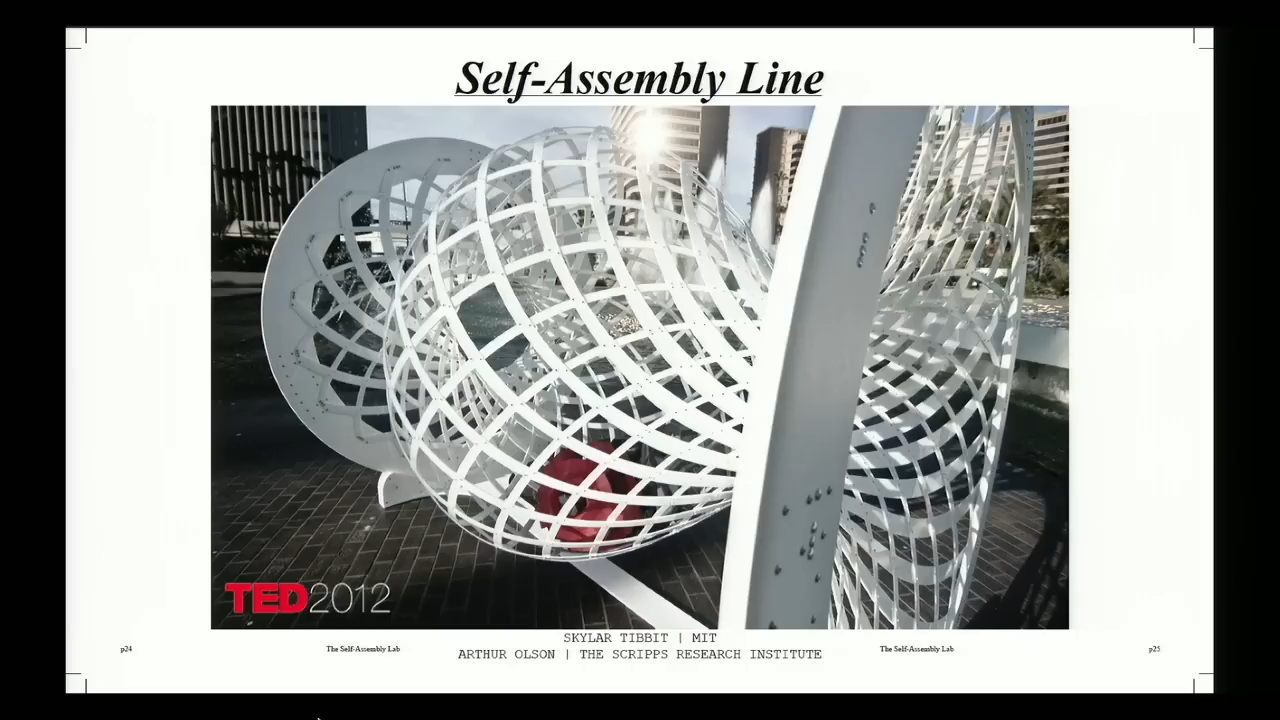 Self-Assembly Line
TED2012
SKYLAR TIBBIT | MIT
ARTHUR OLSON | THE SCRIPPS RESEARCH INSTITUTE
p24
The Self-Assembly Lab
The Self-Assembly Lab
p25